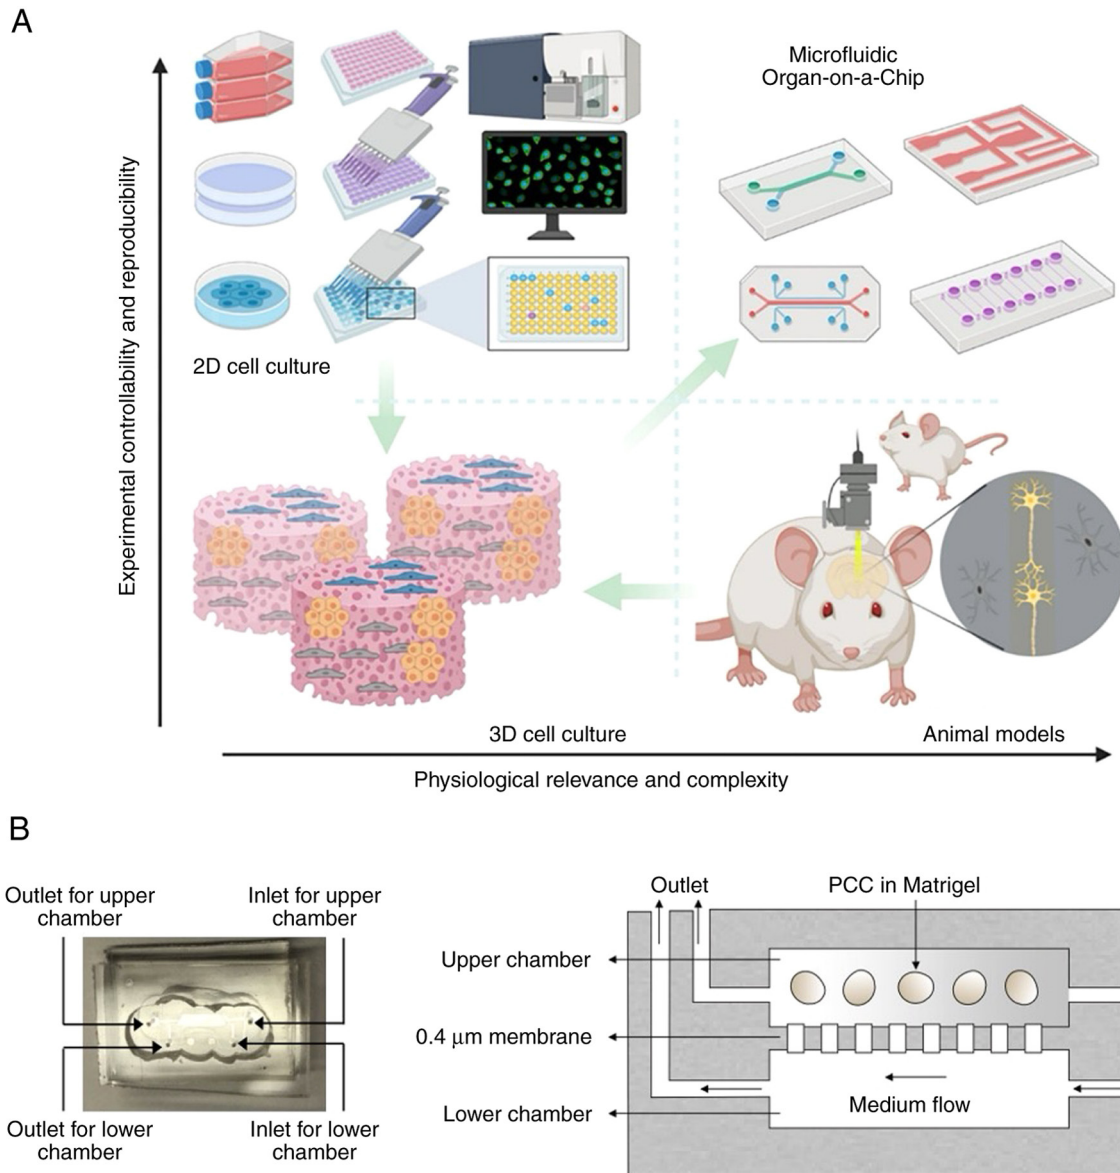 A
Microfluidic
Organ-on-a-Chip
Experimental controllability and reproducibility
2D cell culture
3D cell culture
Animal models
Physiological relevance and complexity
B
Outlet for upper
chamber
Inlet for upper
chamber
Outlet for lower
chamber
Inlet for lower
chamber
Outlet
PCC in Matrigel
Upper chamber
0.4 μm membrane
Lower chamber
Medium flow